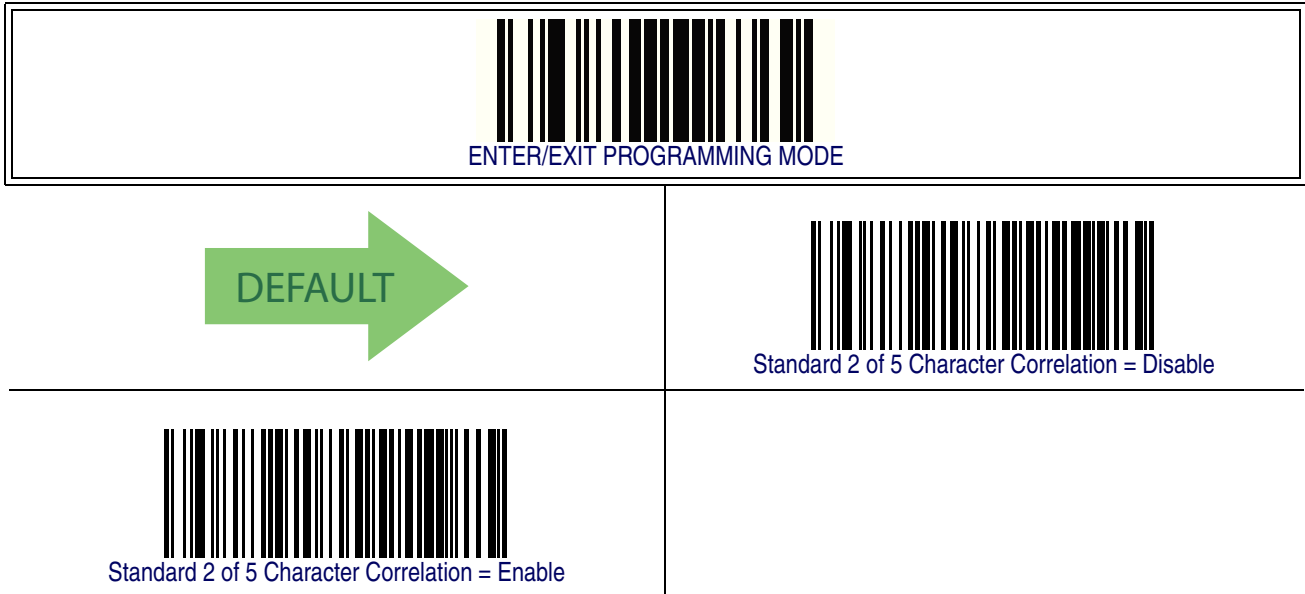 ENTER/EXIT PROGRAMMING MODE
DEFAULT
Standard 2 of 5 Character Correlation = Disable
Standard 2 of 5 Character Correlation = Enable